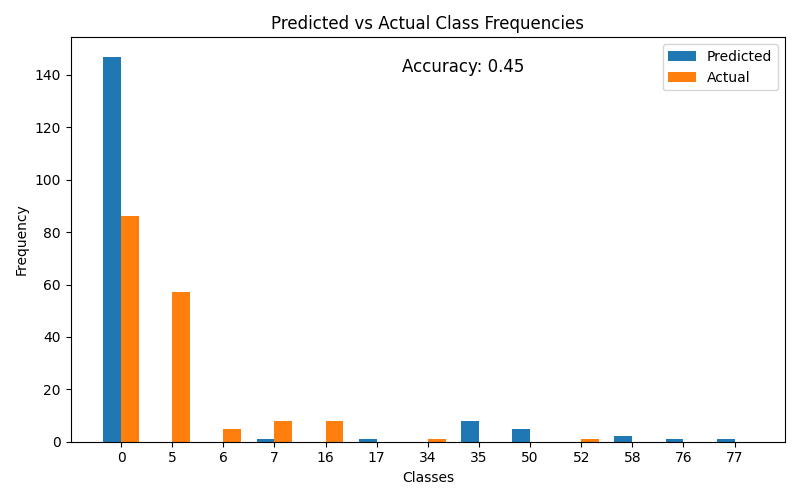 Predicted vs Actual Class Frequencies
Accuracy: 0.45
Predicted
Actual
Frequency
140
120
100
80
60
40
20
0
0 5 6 7 16 17 34 35 50 52 58 76 77
Classes